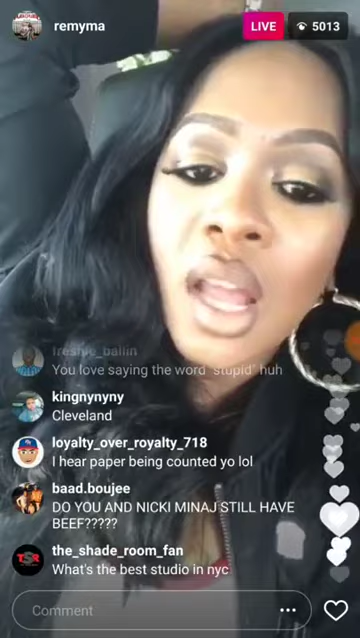 remyma
LIVE
5013
freshie_ballin
You love saying the word 'stupid' huh
kingnynyny
Cleveland
loyalty_over_royalty_718
I hear paper being counted yo lol
baad.boujee
DO YOU AND NICKI MINAJ STILL HAVE
BEEF?????
the_shade_room_fan
What's the best studio in nyc
Comment